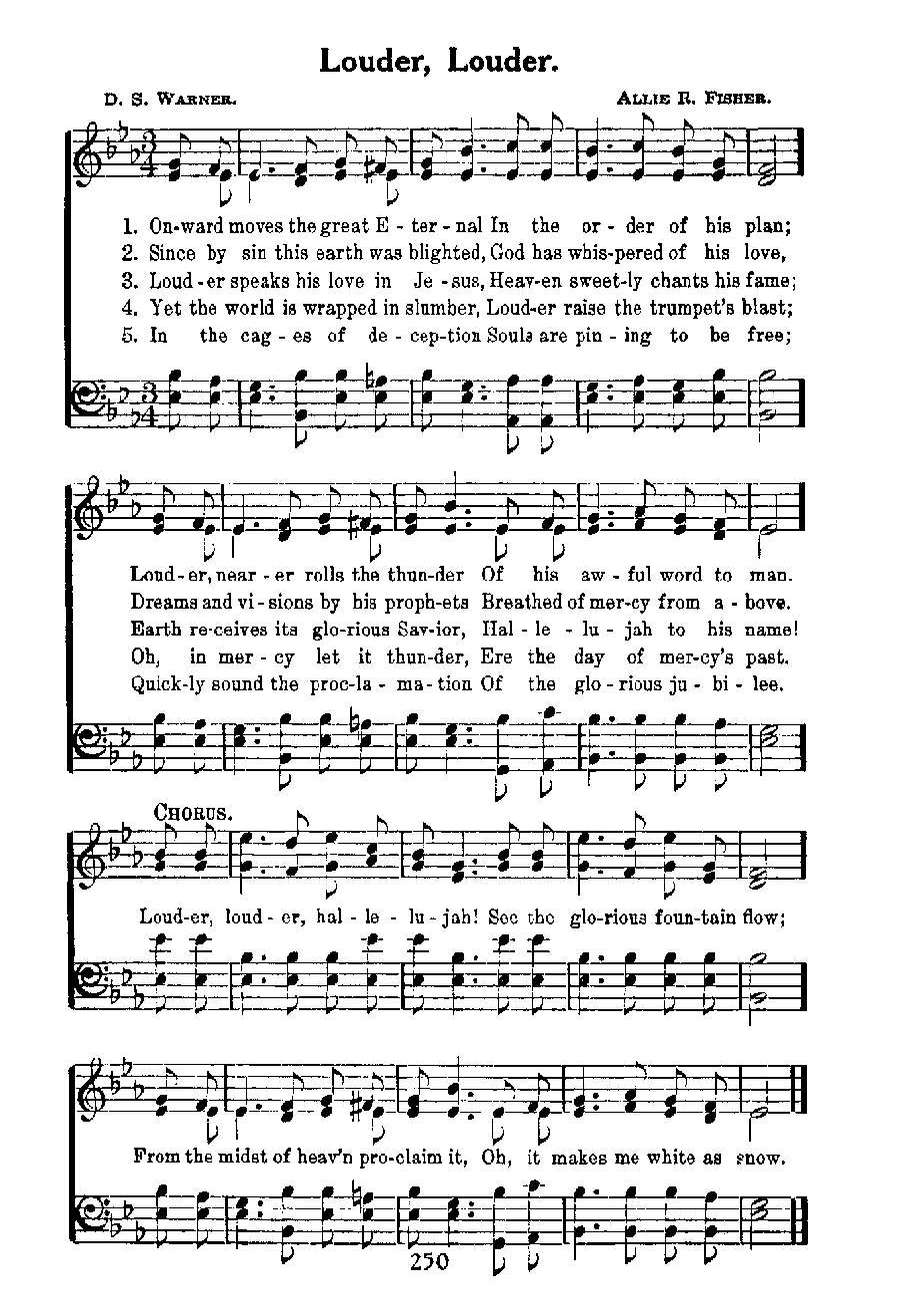 Louder, Louder.
D. S. Warner. Allie R. Fisher.
1. On-ward moves the great E - ter - nal In the or - der of his plan;
2. Since by sin this earth was blighted, God has whis-pered of his love,
3. Loud-er speaks his love in Je - sus, Heav-en sweet-ly chants his fame;
4. Yet the world is wrapped in slumber, Loud-er raise the trumpet's blast;
5. In the cag - es of de - cep-tion Souls are pin - ing to be free;
Loud-er, near - er rolls the thun-der Of his aw - ful word to man.
Dreams and vi - sions by his proph-ets Breathed of mer-cy from a - bove.
Earth re-ceives its glo-rious Sav-ior, Hal - le - lu - jah to his name!
Oh, in mer - cy let it thun-der, Ere the day of mer-cy's past.
Quick-ly sound the proc-la - ma - tion Of the glo - rious ju - bi - lee.
Chorus.
Loud-er, loud - er, hal - le - lu - jah! See the glo-rious foun-tain flow;
From the midst of heav'n pro-claim it, Oh, it makes me white as snow.
250